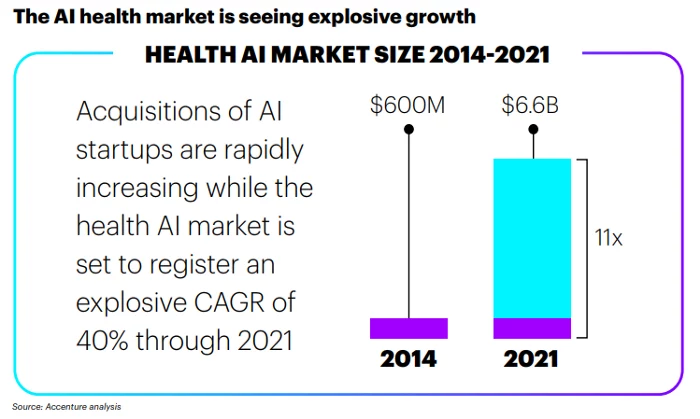 The AI health market is seeing explosive growth
HEALTH AI MARKET SIZE 2014-2021
Acquisitions of AI
startups are rapidly
increasing while the
health AI market is
set to register an
explosive CAGR of
40% through 2021
$600M
$6.6B
11x
2014
2021
Source: Accenture analysis